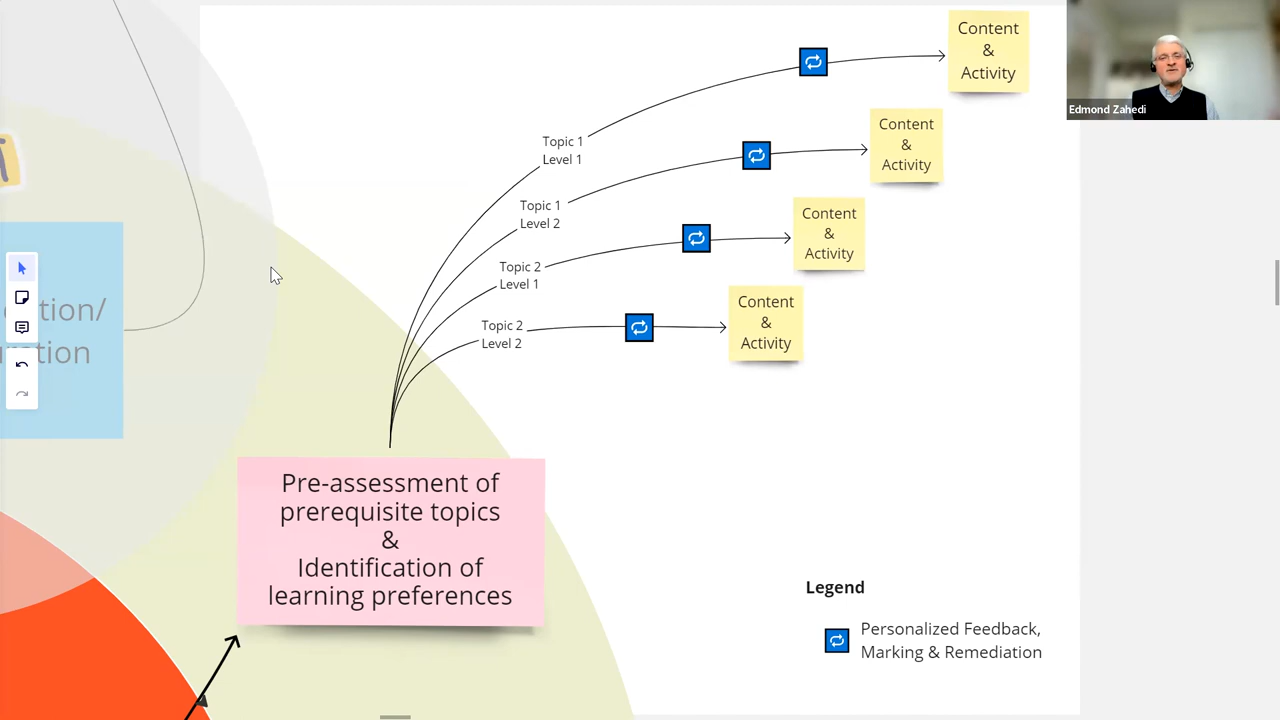 Content
&
Activity
Edmond Zahedi
Topic 1
Level 1
Content
&
Activity
Topic 1
Level 2
Content
&
Activity
Topic 2
Level 1
Content
&
Activity
Topic 2
Level 2
Pre-assessment of
prerequisite topics
&
Identification of
learning preferences
Legend
Personalized Feedback,
Marking & Remediation